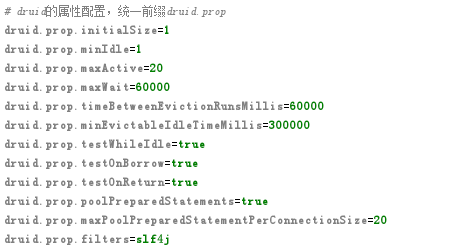 # druid的属性配置，统一前缀druid.prop
druid.prop.initialSize=1
druid.prop.minIdle=1
druid.prop.maxActive=20
druid.prop.maxWait=60000
druid.prop.timeBetweenEvictionRunsMillis=60000
druid.prop.minEvictableIdleTimeMillis=300000
druid.prop.testWhileIdle=true
druid.prop.testOnBorrow=true
druid.prop.testOnReturn=true
druid.prop.poolPreparedStatements=true
druid.prop.maxPoolPreparedStatementPerConnectionSize=20
druid.prop.filters=slf4j